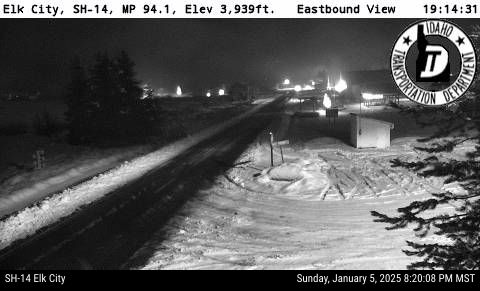 Elk City, SH-14, MP 94.1, Elev 3,939ft. Eastbound View 19:14:31
IDAHO
TRANSPORTATION DEPARTMENT
SH-14 Elk City Sunday, January 5, 2025 8:20:08 PM MST